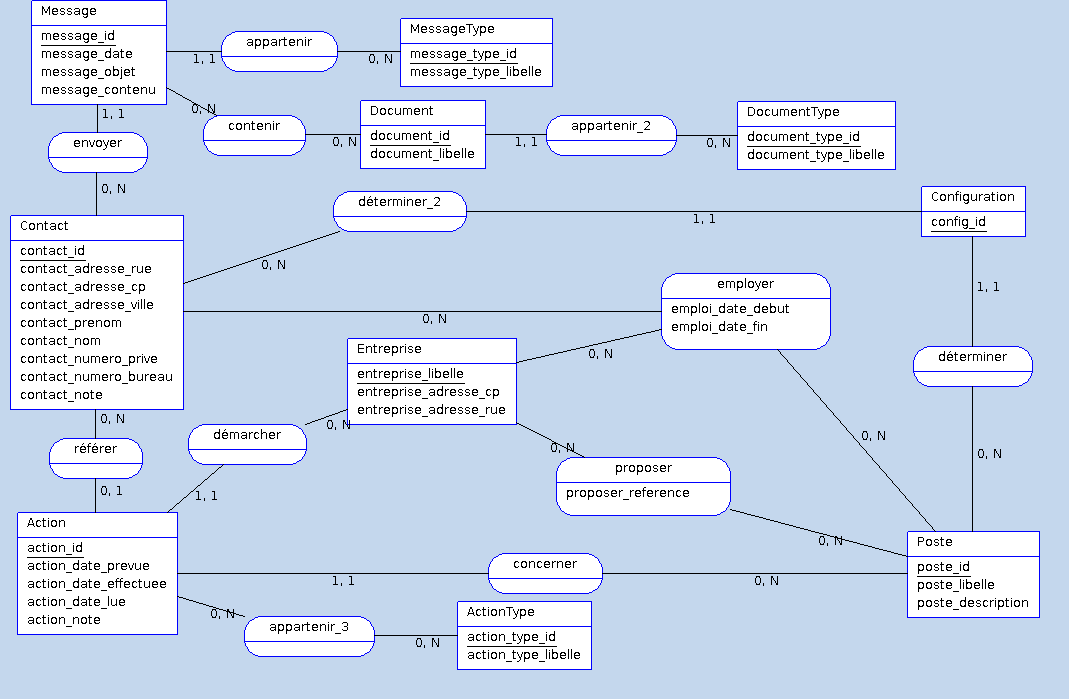 Message
message_id
message_date
message_objet
message_contenu
1, 1
appartenir
0, N
MessageType
message_type_id
message_type_libelle
0, N
contenir
0, N
Document
document_id
document_libelle
1, 1
appartenir_2
0, N
DocumentType
document_type_id
document_type_libelle
1, 1
envoyer
0, N
Contact
contact_id
contact_adresse_rue
contact_adresse_cp
contact_adresse_ville
contact_prenom
contact_nom
contact_numero_prive
contact_numero_bureau
contact_note
déterminer_2
0, N
1, 1
Configuration
config_id
1, 1
déterminer
0, N
employer
emploi_date_debut
emploi_date_fin
0, N
0, N
0, N
Entreprise
entreprise_libelle
entreprise_adresse_cp
entreprise_adresse_rue
0, N
démarcher
1, 1
0, N
référer
0, 1
0, N
proposer
proposer_reference
0, N
Action
action_id
action_date_prevue
action_date_effectuee
action_date_lue
action_note
1, 1
concerner
0, N
Poste
poste_id
poste_libelle
poste_description
0, N
appartenir_3
0, N
ActionType
action_type_id
action_type_libelle